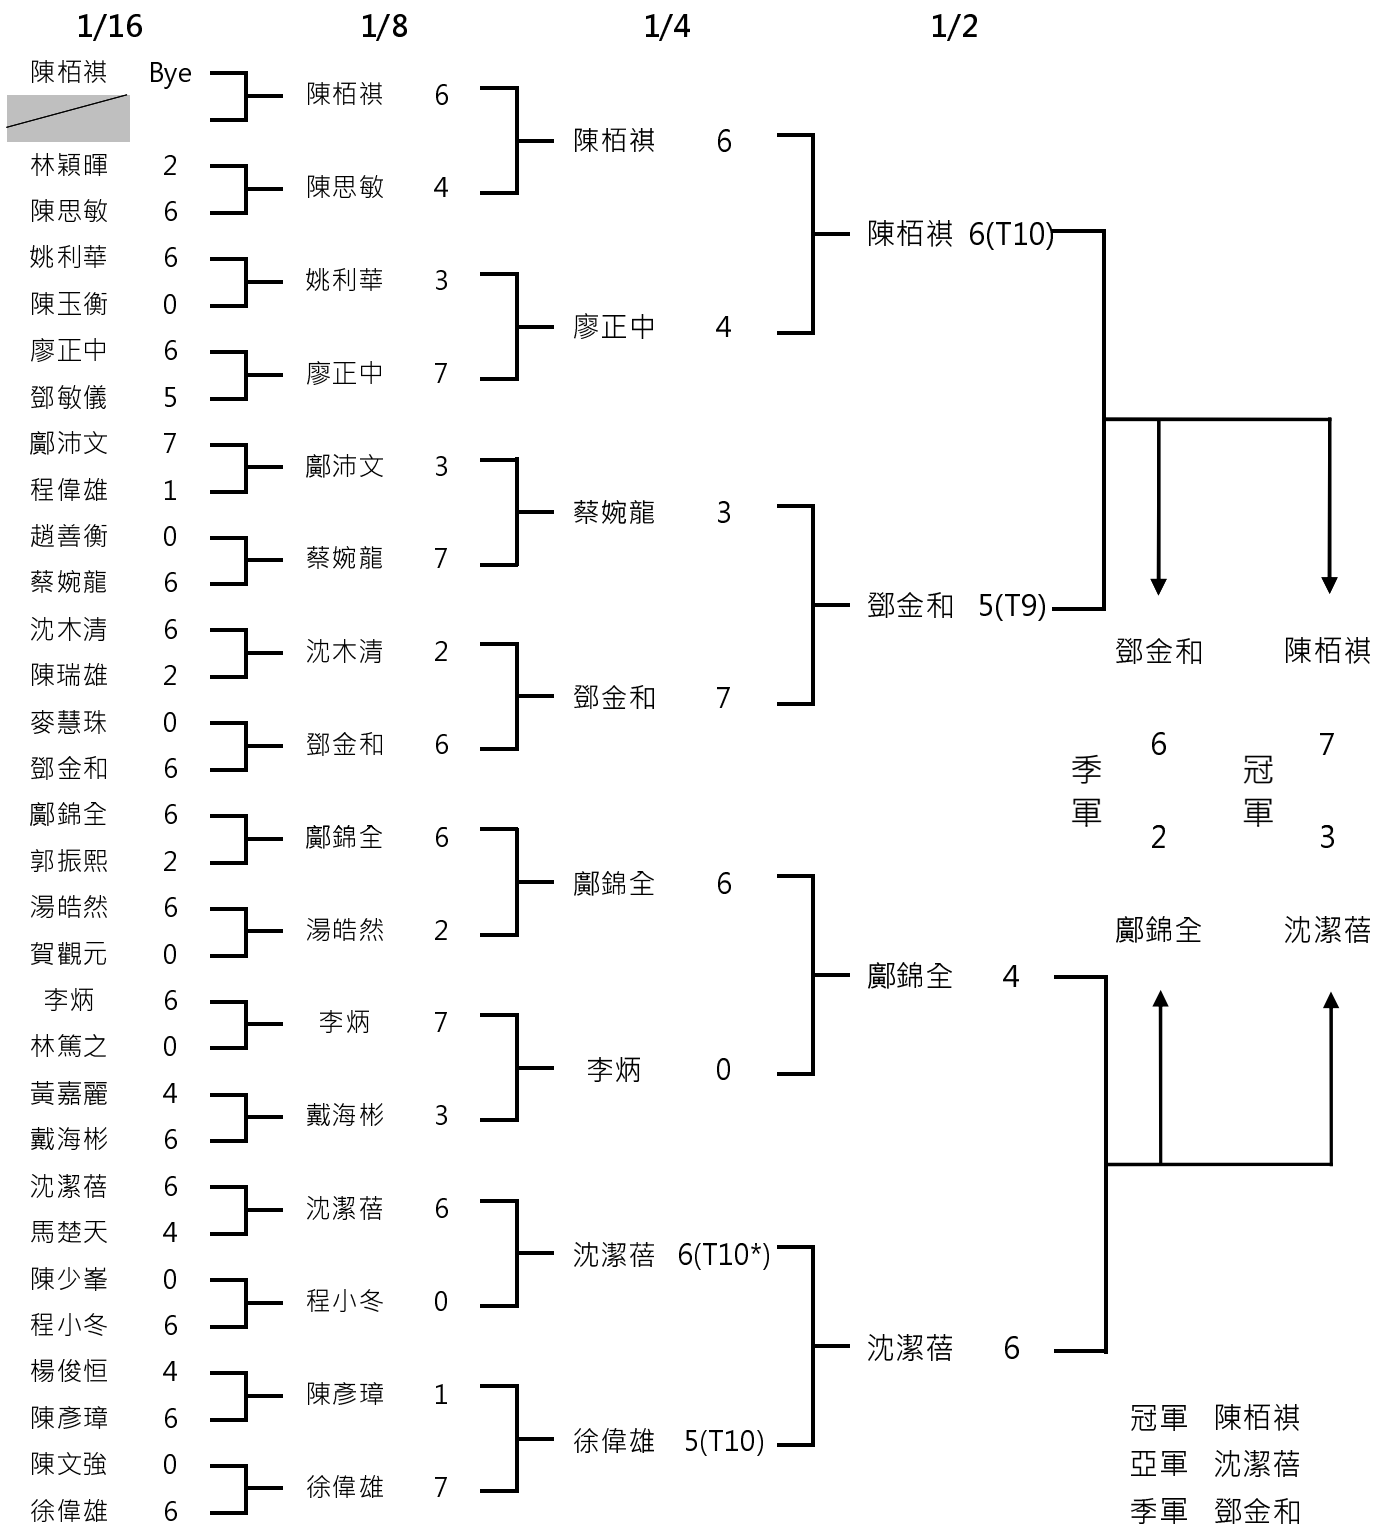 1/16 1/8 1/4 1/2
陳栢祺 Bye
林穎暉 2
陳思敏 6
姚利華 6
陳玉衡 0
廖正中 6
鄧敏儀 5
鄺沛文 7
程偉雄 1
趙善衡 0
蔡婉龍 6
沈木清 6
陳瑞雄 2
麥慧珠 0
鄧金和 6
鄺錦全 6
郭振熙 2
湯皓然 6
賀觀元 0
李炳 6
林篤之 0
黃嘉麗 4
戴海彬 6
沈潔蓓 6
馬楚天 4
陳少峯 0
程小冬 6
楊俊恒 4
陳彥璋 6
陳文強 0
徐偉雄 6
陳栢祺 6
陳思敏 4
姚利華 3
廖正中 7
鄺沛文 3
蔡婉龍 7
沈木清 2
鄧金和 6
鄺錦全 6
湯皓然 2
李炳 7
戴海彬 3
沈潔蓓 6
程小冬 0
陳彥璋 1
徐偉雄 7
陳栢祺 6
廖正中 4
蔡婉龍 3
鄧金和 7
鄺錦全 6
李炳 0
沈潔蓓 6(T10*)
徐偉雄 5(T10)
陳栢祺 6(T10)
鄧金和 5(T9)
鄺錦全 4
沈潔蓓 6
鄧金和 陳栢祺
6 7
季軍 冠軍
2 3
鄺錦全 沈潔蓓
冠軍 陳栢祺
亞軍 沈潔蓓
季軍 鄧金和